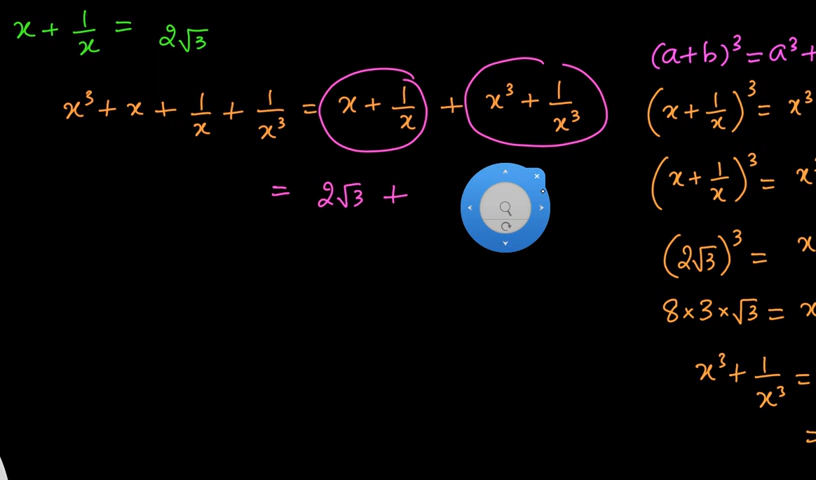 x + 1/x = 2√3
x³ + x + 1/x + 1/x³ = x + 1/x + x³ + 1/x³
= 2√3 +
(a+b)³ = a³ +
(x + 1/x)³ = x³
(x + 1/x)³ = x³
(2√3)³ = x
8×3×√3 = x
x³ + 1/x³ =
=